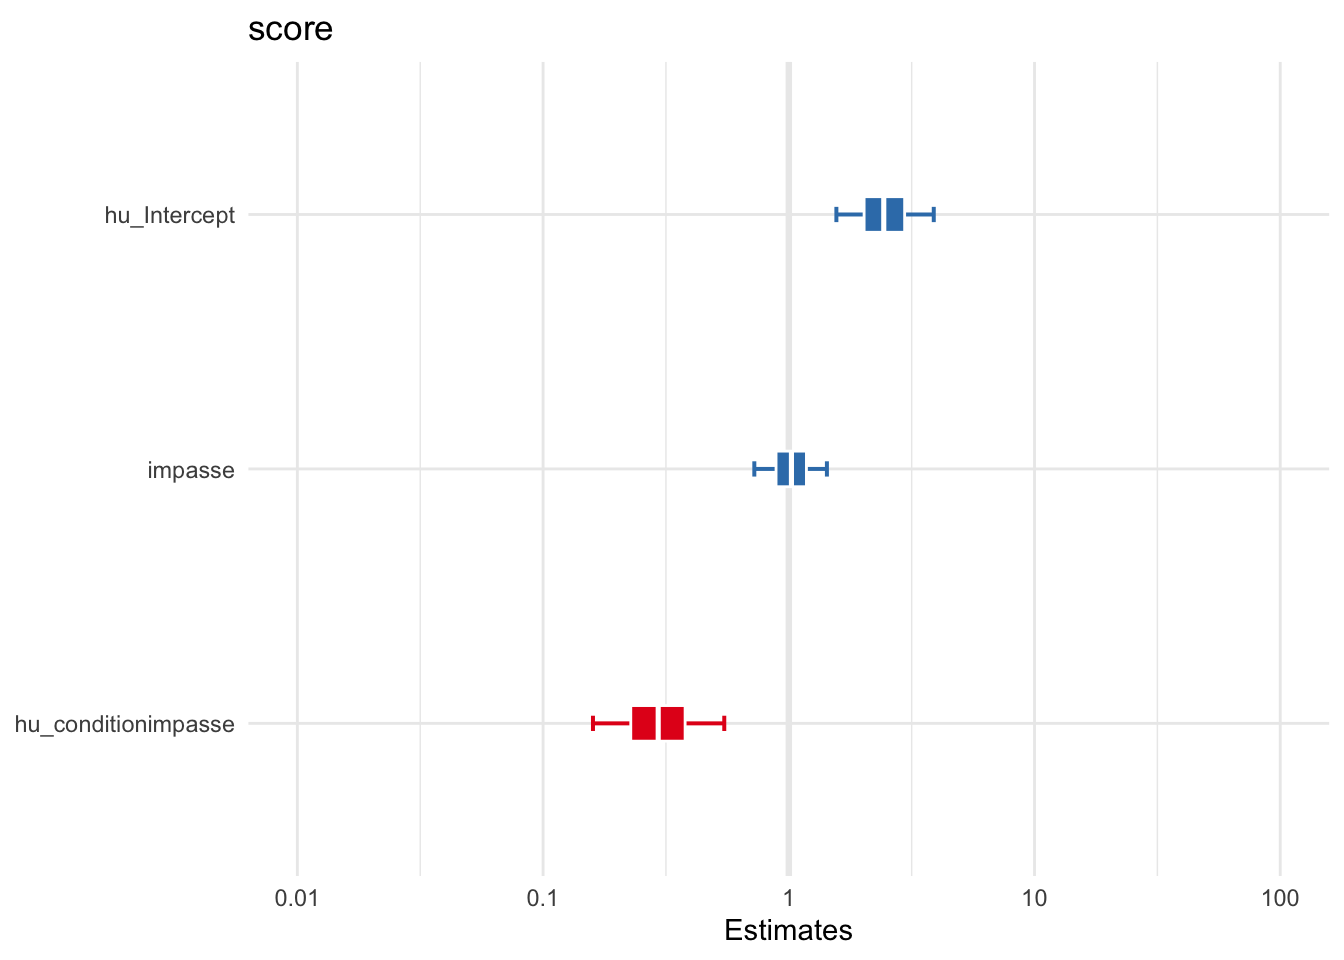 score
hu_Intercept
impasse
hu_conditionimpasse
0.01 0.1 1 10 100
Estimates